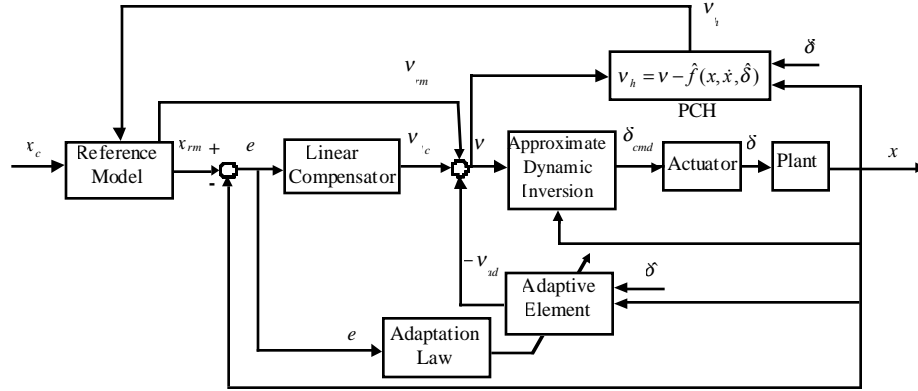 ν_h
δ̂
ν_h = ν − f̂(x, ẋ, δ̂)
PCH
ν_rm
x_c
Reference
Model
x_rm
+
-
e
Linear
Compensator
ν_lc
ν
Approximate
Dynamic
Inversion
δ_cmd
Actuator
δ
Plant
x
− ν_ad
Adaptive
Element
δ̂
e
Adaptation
Law